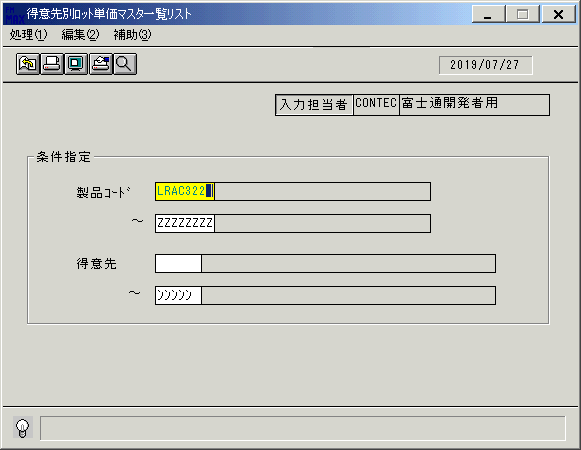 得意先別ﾛｯﾄ単価マスタ一覧リスト
処理(1) 編集(2) 補助(3)
2019/07/27
入力担当者 CONTEC 富士通開発者用
条件指定
製品ｺｰﾄﾞ LRAC322
～ ZZZZZZZZ
得意先
～ ﾝﾝﾝﾝﾝ